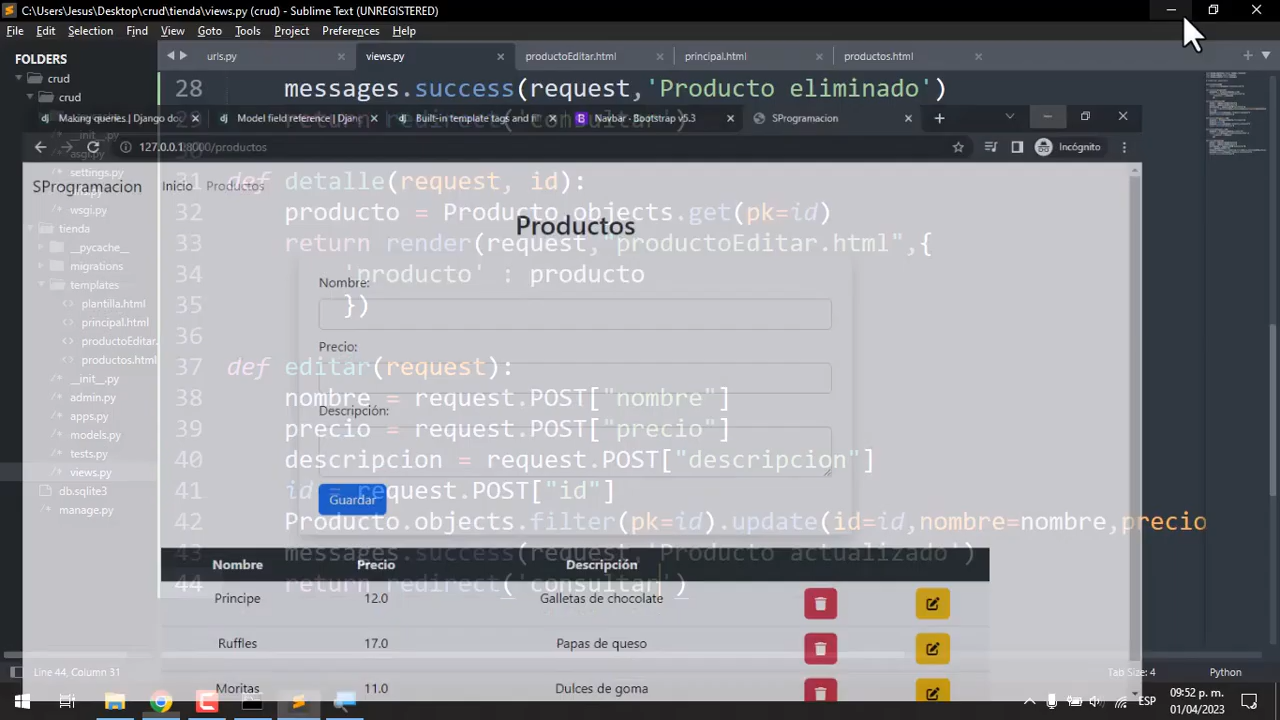 C:\Users\Jesus\Desktop\crud\tienda\views.py (crud) - Sublime Text (UNREGISTERED)
File Edit Selection Find View Goto Tools Project Preferences Help
FOLDERS
crud
crud
__init__.py
asgi.py
settings.py
wsgi.py
tienda
__pycache__
migrations
templates
plantilla.html
principal.html
productoEditar.
productos.html
__init__.py
admin.py
apps.py
models.py
tests.py
views.py
db.sqlite3
manage.py
urls.py views.py productoEditar.html principal.html productos.html
28 messages.success(request,'Producto eliminado')
29 return redirect('consultar')
31 def detalle(request, id):
32 producto = Producto.objects.get(pk=id)
33 return render(request,"productoEditar.html",{
34 'producto' : producto
35 })
36
37 def editar(request):
38 nombre = request.POST["nombre"]
39 precio = request.POST["precio"]
40 descripcion = request.POST["descripcion"]
41 id = request.POST["id"]
42 Producto.objects.filter(pk=id).update(id=id,nombre=nombre,precio
43 messages.success(request,'Producto actualizado')
44 return redirect('consultar')
Making queries | Django do Model field reference | Djan Built-in template tags and f Navbar · Bootstrap v5.3 SProgramacion
127.0.0.1:8000/productos
Incógnito
SProgramacion Inicio Productos
Productos
Nombre:
Precio:
Descripción:
Guardar
Nombre Precio Descripción
Principe 12.0 Galletas de chocolate
Ruffles 17.0 Papas de queso
Moritas 11.0 Dulces de goma
Line 44, Column 31 Tab Size: 4 Python
ESP
09:52 p. m.
01/04/2023